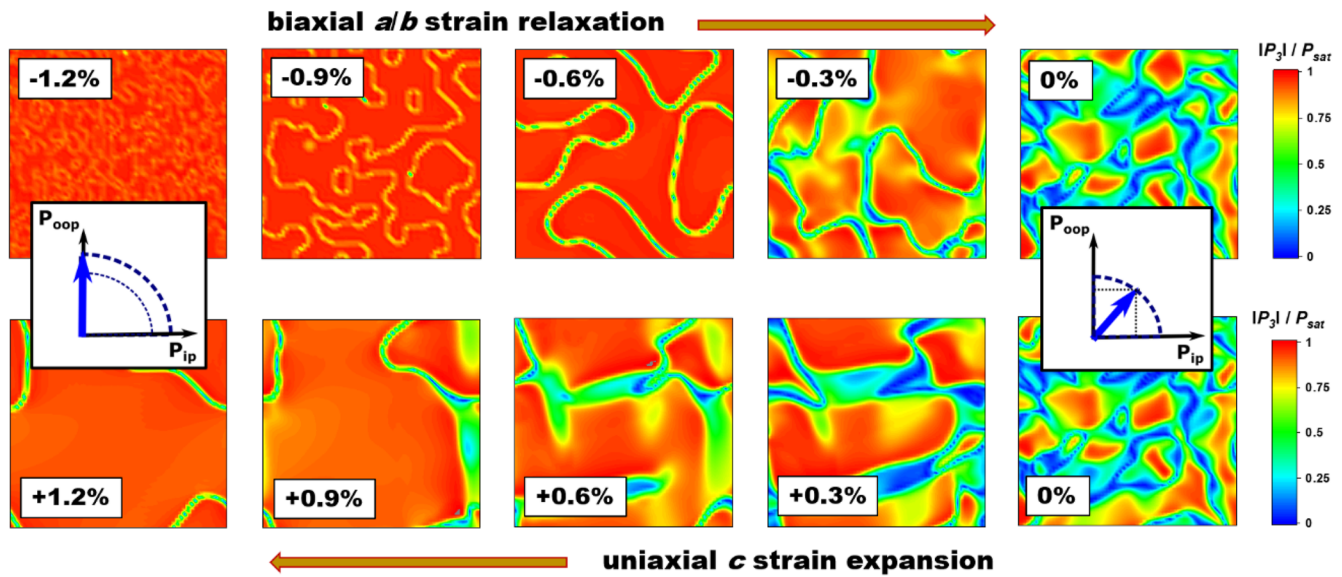 biaxial a/b strain relaxation
-1.2%
-0.9%
-0.6%
-0.3%
0%
|P3| / Psat
1
0.75
0.5
0.25
0
Poop
Pip
Poop
Pip
+1.2%
+0.9%
+0.6%
+0.3%
0%
|P3| / Psat
1
0.75
0.5
0.25
0
uniaxial c strain expansion